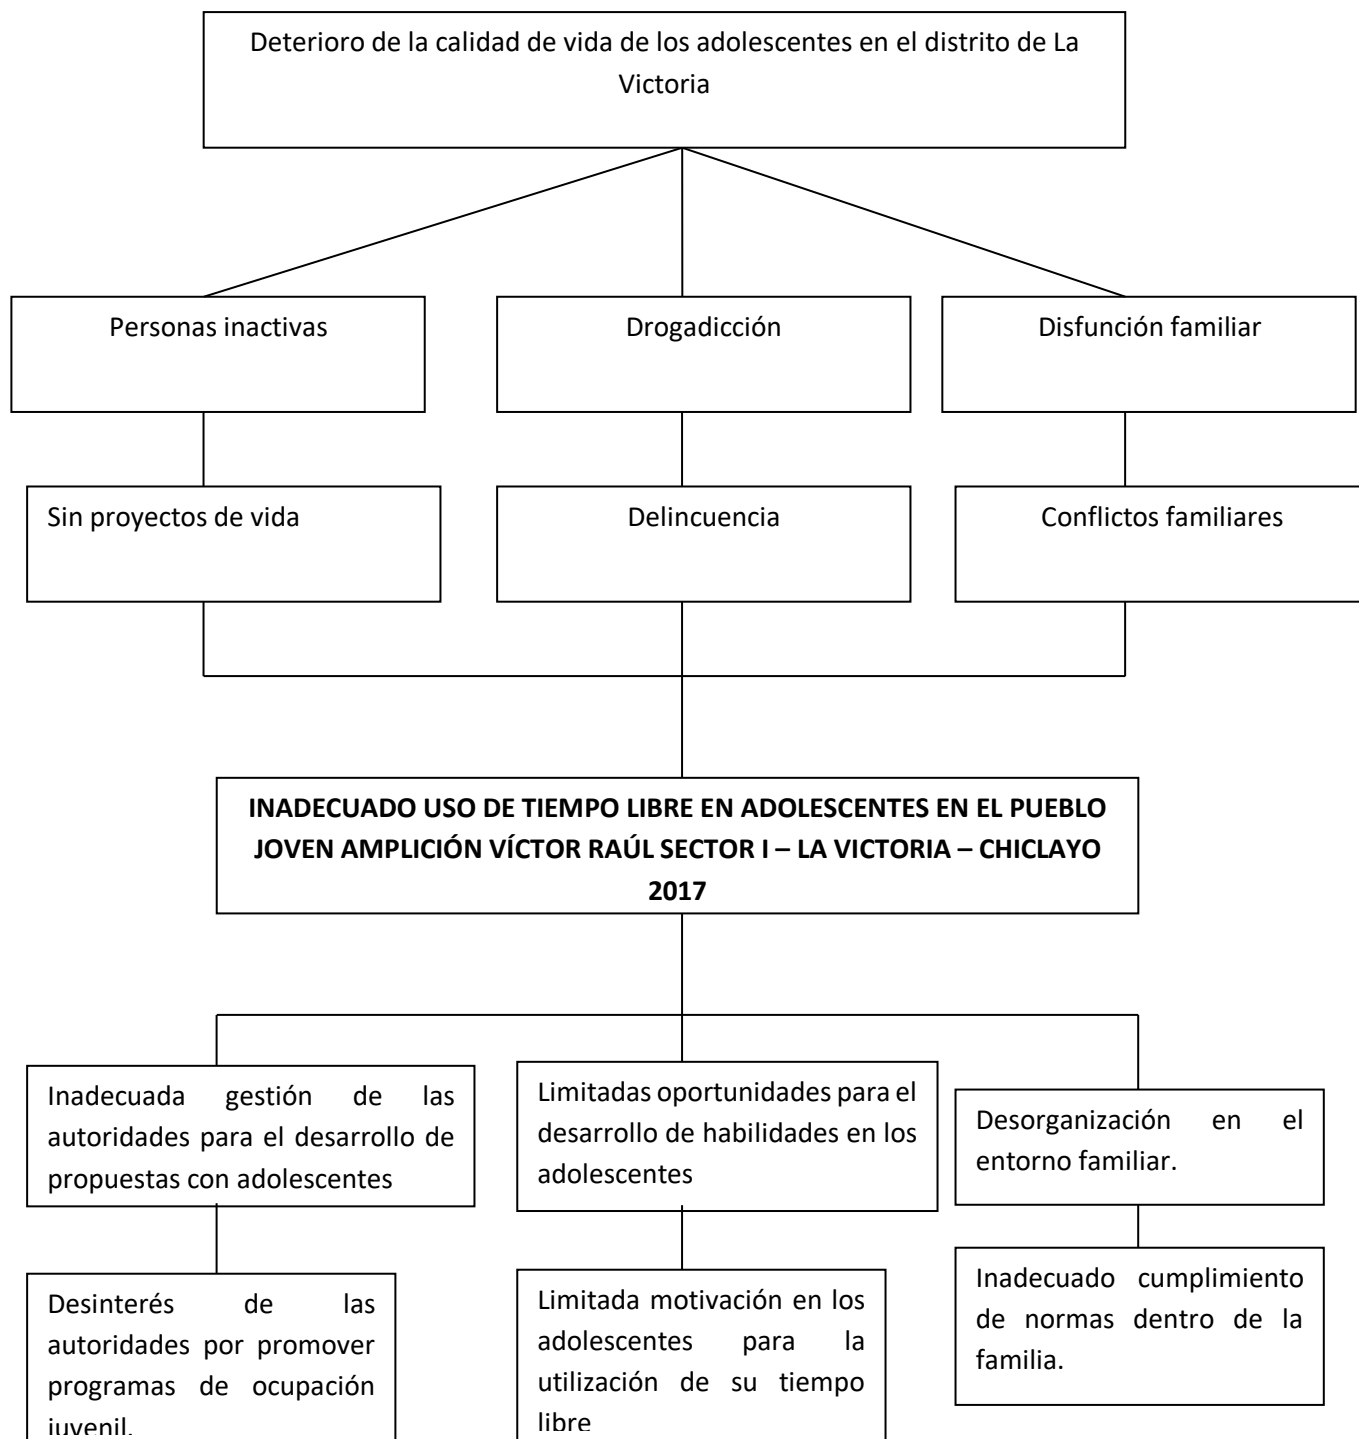 Deterioro de la calidad de vida de los adolescentes en el distrito de La
Victoria
Personas inactivas
Drogadicción
Disfunción familiar
Sin proyectos de vida
Delincuencia
Conflictos familiares
INADECUADO USO DE TIEMPO LIBRE EN ADOLESCENTES EN EL PUEBLO
JOVEN AMPLICIÓN VÍCTOR RAÚL SECTOR I – LA VICTORIA – CHICLAYO
2017
Inadecuada gestión de las
autoridades para el desarrollo de
propuestas con adolescentes
Limitadas oportunidades para el
desarrollo de habilidades en los
adolescentes
Desorganización en el
entorno familiar.
Desinterés de las
autoridades por promover
programas de ocupación
juvenil.
Limitada motivación en los
adolescentes para la
utilización de su tiempo
libre
Inadecuado cumplimiento
de normas dentro de la
familia.